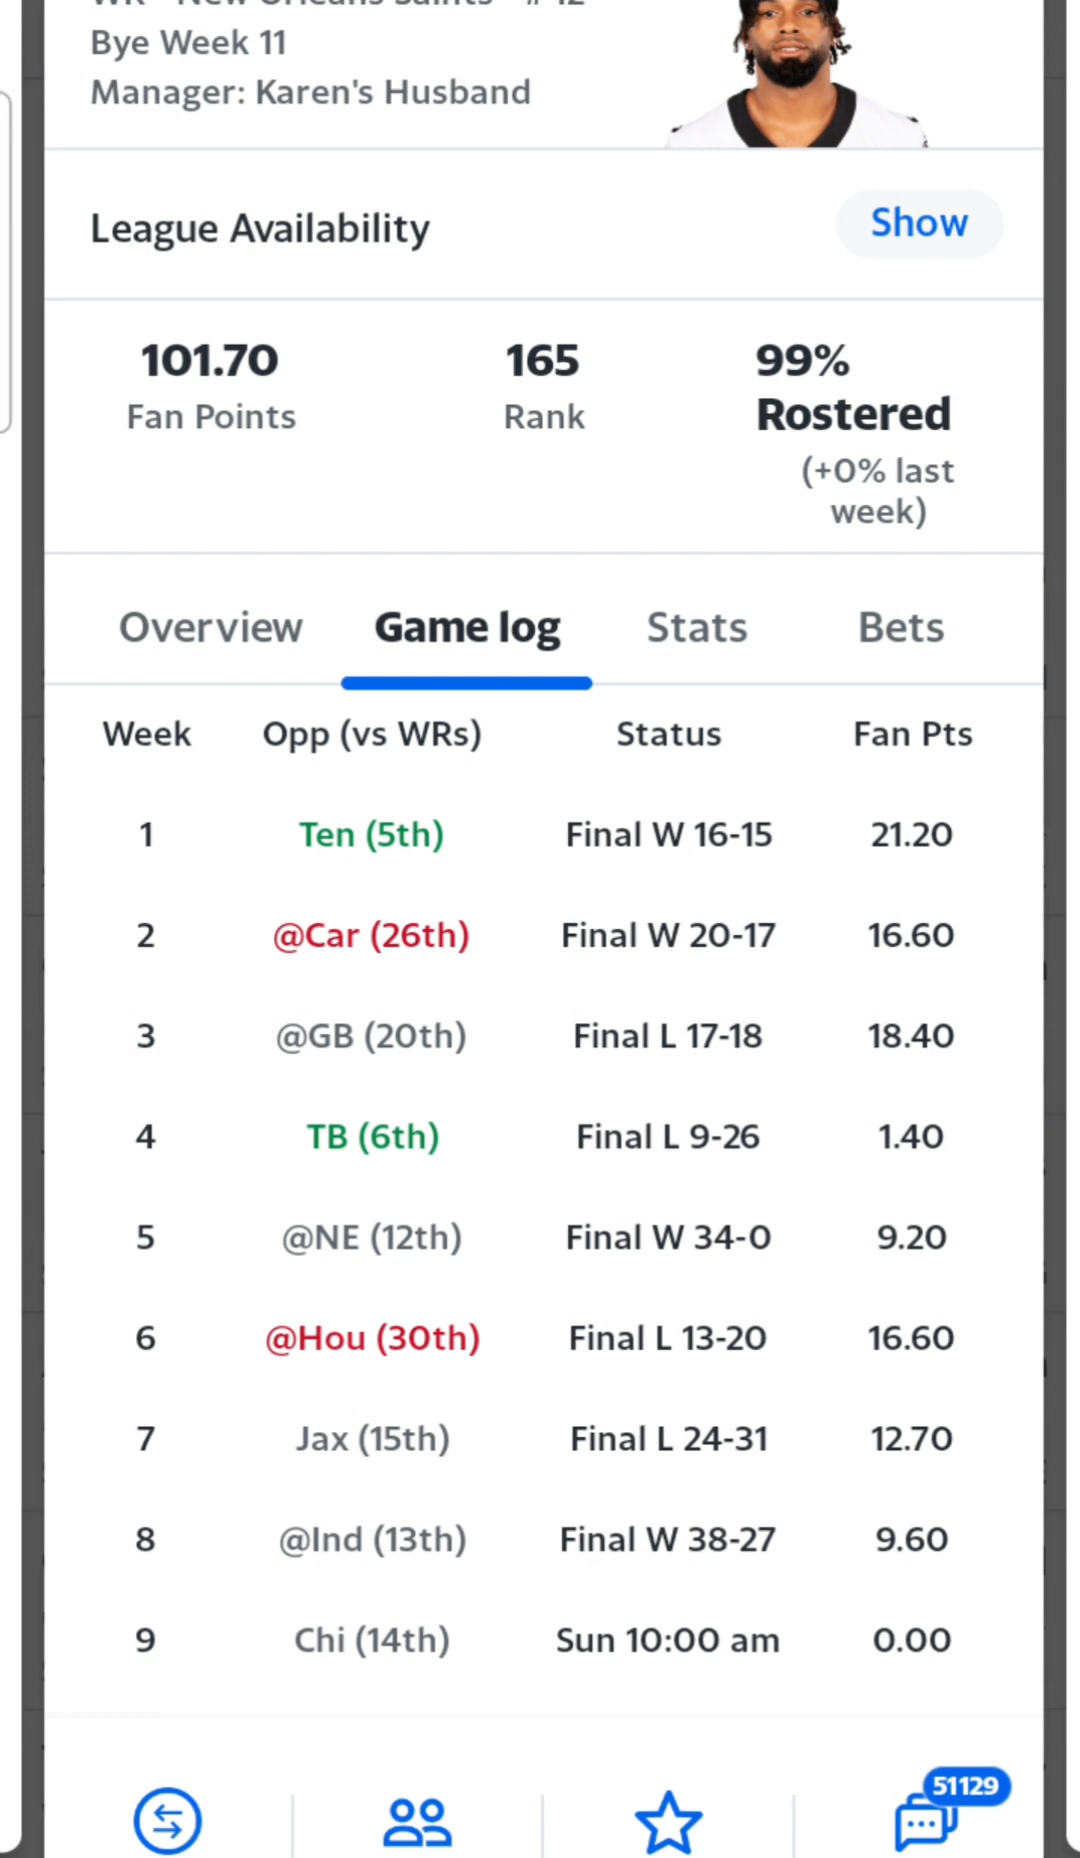 WR - New Orleans Saints - # 12
Bye Week 11
Manager: Karen's Husband
League Availability
Show
101.70
165
99%
Rostered
Fan Points
Rank
(+0% last
week)
Overview Game log Stats Bets
Week Opp (vs WRs) Status Fan Pts
1 Ten (5th) Final W 16-15 21.20
2 @Car (26th) Final W 20-17 16.60
3 @GB (20th) Final L 17-18 18.40
4 TB (6th) Final L 9-26 1.40
5 @NE (12th) Final W 34-0 9.20
6 @Hou (30th) Final L 13-20 16.60
7 Jax (15th) Final L 24-31 12.70
8 @Ind (13th) Final W 38-27 9.60
9 Chi (14th) Sun 10:00 am 0.00
51129